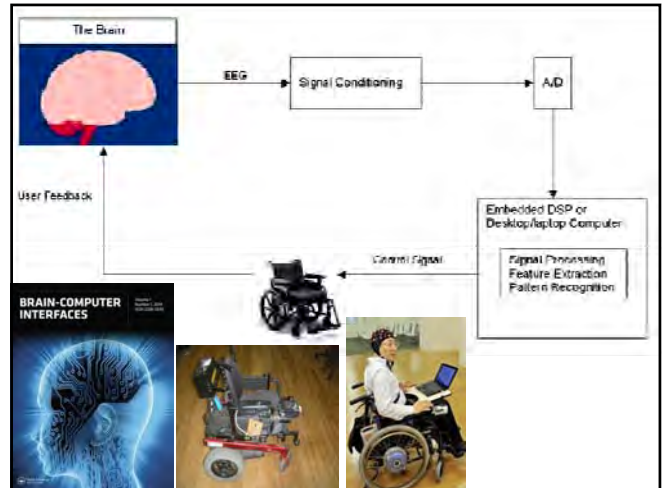 The Brain
EEG
Signal Conditioning
A/D
User Feedback
Embedded DSP or
Desktop/laptop Computer
Signal Processing
Feature Extraction
Pattern Recognition
Control Signal
BRAIN-COMPUTER
INTERFACES